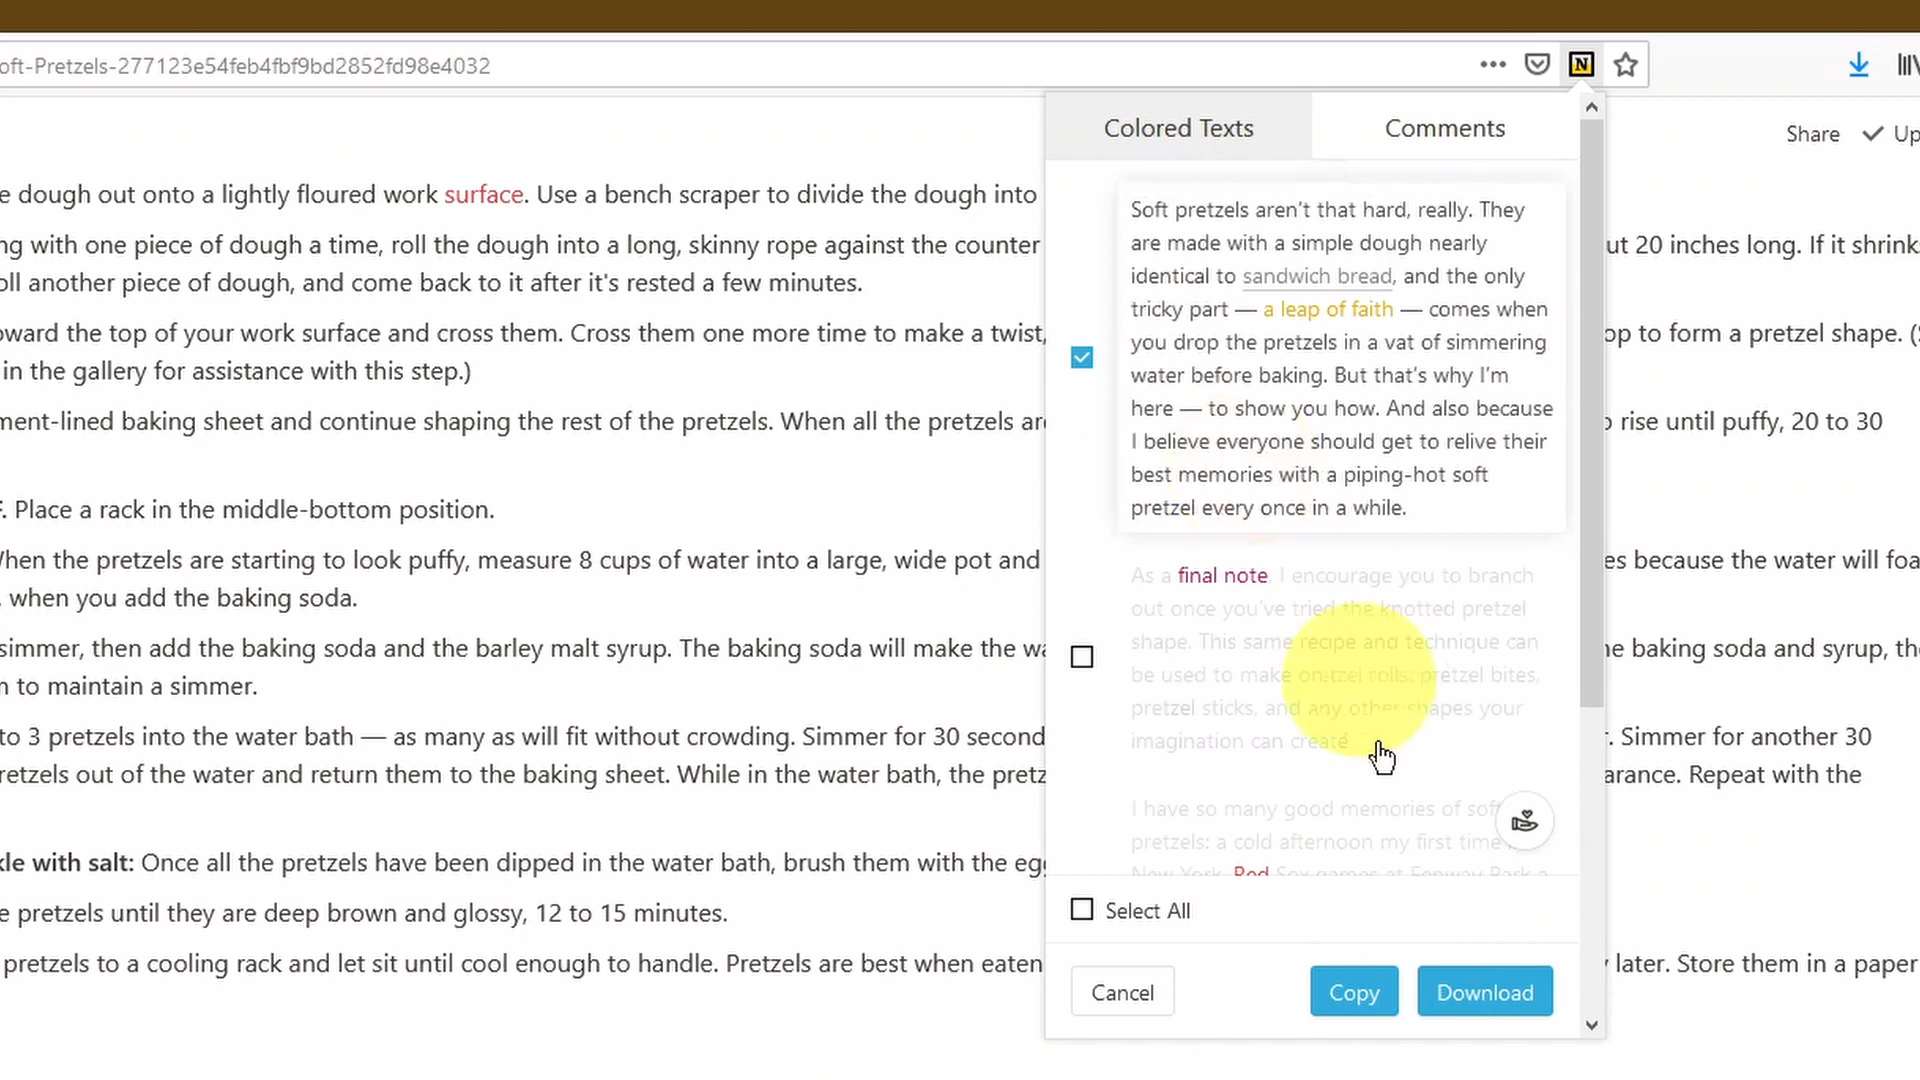 oft-Pretzels-277123e54feb4fbf9bd2852fd98e4032
N
Colored Texts
Comments
Share
Up
e dough out onto a lightly floured work surface. Use a bench scraper to divide the dough into
ng with one piece of dough a time, roll the dough into a long, skinny rope against the counter
ut 20 inches long. If it shrink
oll another piece of dough, and come back to it after it's rested a few minutes.
oward the top of your work surface and cross them. Cross them one more time to make a twist,
op to form a pretzel shape. (
in the gallery for assistance with this step.)
ment-lined baking sheet and continue shaping the rest of the pretzels. When all the pretzels ar
rise until puffy, 20 to 30
F. Place a rack in the middle-bottom position.
When the pretzels are starting to look puffy, measure 8 cups of water into a large, wide pot and
es because the water will foa
, when you add the baking soda.
simmer, then add the baking soda and the barley malt syrup. The baking soda will make the wa
he baking soda and syrup, th
n to maintain a simmer.
to 3 pretzels into the water bath — as many as will fit without crowding. Simmer for 30 second
r. Simmer for another 30
retzels out of the water and return them to the baking sheet. While in the water bath, the pretz
arance. Repeat with the
kle with salt: Once all the pretzels have been dipped in the water bath, brush them with the eg
e pretzels until they are deep brown and glossy, 12 to 15 minutes.
pretzels to a cooling rack and let sit until cool enough to handle. Pretzels are best when eaten
later. Store them in a paper
Soft pretzels aren't that hard, really. They
are made with a simple dough nearly
identical to sandwich bread, and the only
tricky part — a leap of faith — comes when
you drop the pretzels in a vat of simmering
water before baking. But that's why I'm
here — to show you how. And also because
I believe everyone should get to relive their
best memories with a piping-hot soft
pretzel every once in a while.
As a final note, I encourage you to branch
out once you've tried the knotted pretzel
shape. This same recipe and technique can
be used to make pretzel bites,
pretzel sticks, and any other shapes your
imagination can create
I have so many good memories of soft
pretzels: a cold afternoon my first time
New York, Red Sox games at Fenway Park a
Select All
Cancel
Copy
Download